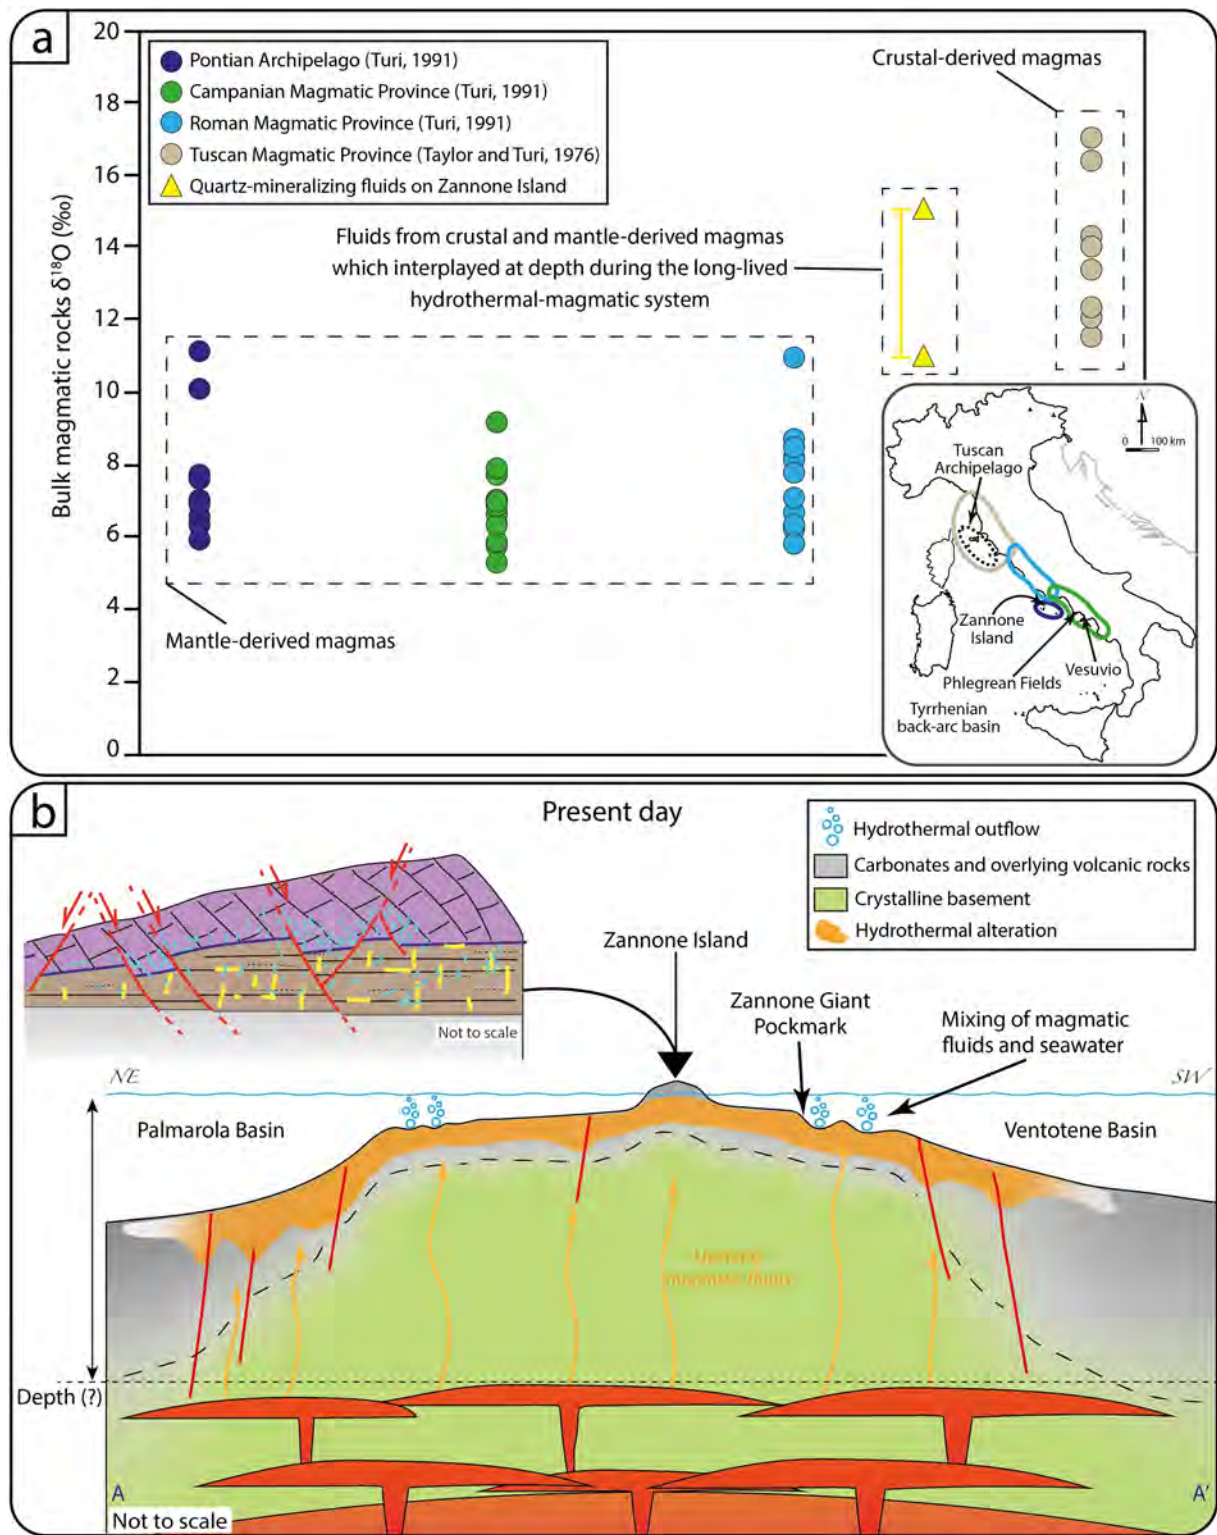 a
20
18
16
14
12
10
8
6
4
2
0
Bulk magmatic rocks δ¹⁸O (‰)
Pontian Archipelago (Turi, 1991)
Campanian Magmatic Province (Turi, 1991)
Roman Magmatic Province (Turi, 1991)
Tuscan Magmatic Province (Taylor and Turi, 1976)
Quartz-mineralizing fluids on Zannone Island
Crustal-derived magmas
Fluids from crustal and mantle-derived magmas
which interplayed at depth during the long-lived
hydrothermal-magmatic system
Mantle-derived magmas
N
0 100 km
Tuscan
Archipelago
Zannone
Island
Vesuvio
Phlegrean Fields
Tyrrhenian
back-arc basin
b
Present day
Hydrothermal outflow
Carbonates and overlying volcanic rocks
Crystalline basement
Hydrothermal alteration
Zannone Island
Zannone Giant
Pockmark
Mixing of magmatic
fluids and seawater
Not to scale
NE
SW
Palmarola Basin
Ventotene Basin
magmatic fluids
Depth (?)
A
A'
Not to scale